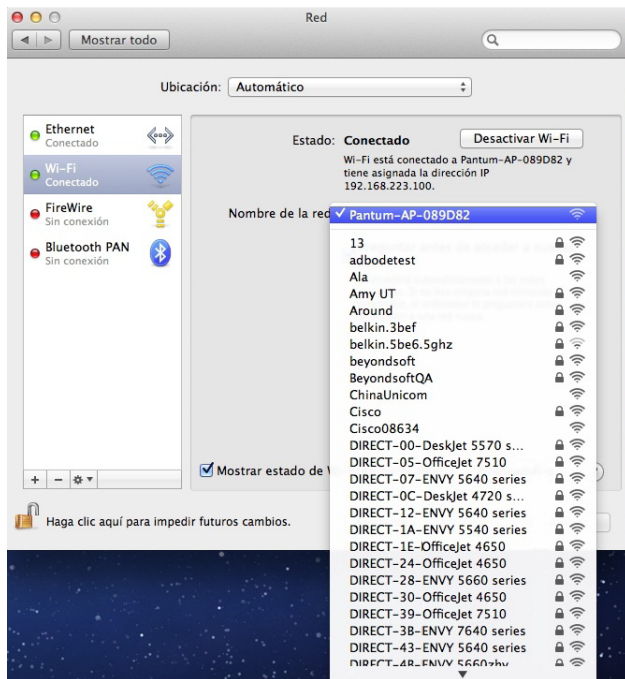 Red
Mostrar todo
Ubicación: Automático
Ethernet
Conectado
Wi-Fi
Conectado
FireWire
Sin conexión
Bluetooth PAN
Sin conexión
Estado: Conectado
Desactivar Wi-Fi
Wi-Fi está conectado a Pantum-AP-089D82 y
tiene asignada la dirección IP
192.168.223.100.
Nombre de la red
Pantum-AP-089D82
13
adbodetest
Ala
Amy UT
Around
belkin.3bef
belkin.5be6.5ghz
beyondsoft
BeyondsoftQA
ChinaUnicom
Cisco
Cisco08634
DIRECT-00-DeskJet 5570 s...
DIRECT-05-OfficeJet 7510
DIRECT-07-ENVY 5640 series
DIRECT-0C-DeskJet 4720 s...
DIRECT-12-ENVY 5640 series
DIRECT-1A-ENVY 5540 series
DIRECT-1E-OfficeJet 4650
DIRECT-24-OfficeJet 4650
DIRECT-28-ENVY 5660 series
DIRECT-30-OfficeJet 4650
DIRECT-39-OfficeJet 7510
DIRECT-3B-ENVY 7640 series
DIRECT-43-ENVY 5640 series
DIRECT-4B-ENVY 5660zhy
Mostrar estado de
Haga clic aquí para impedir futuros cambios.